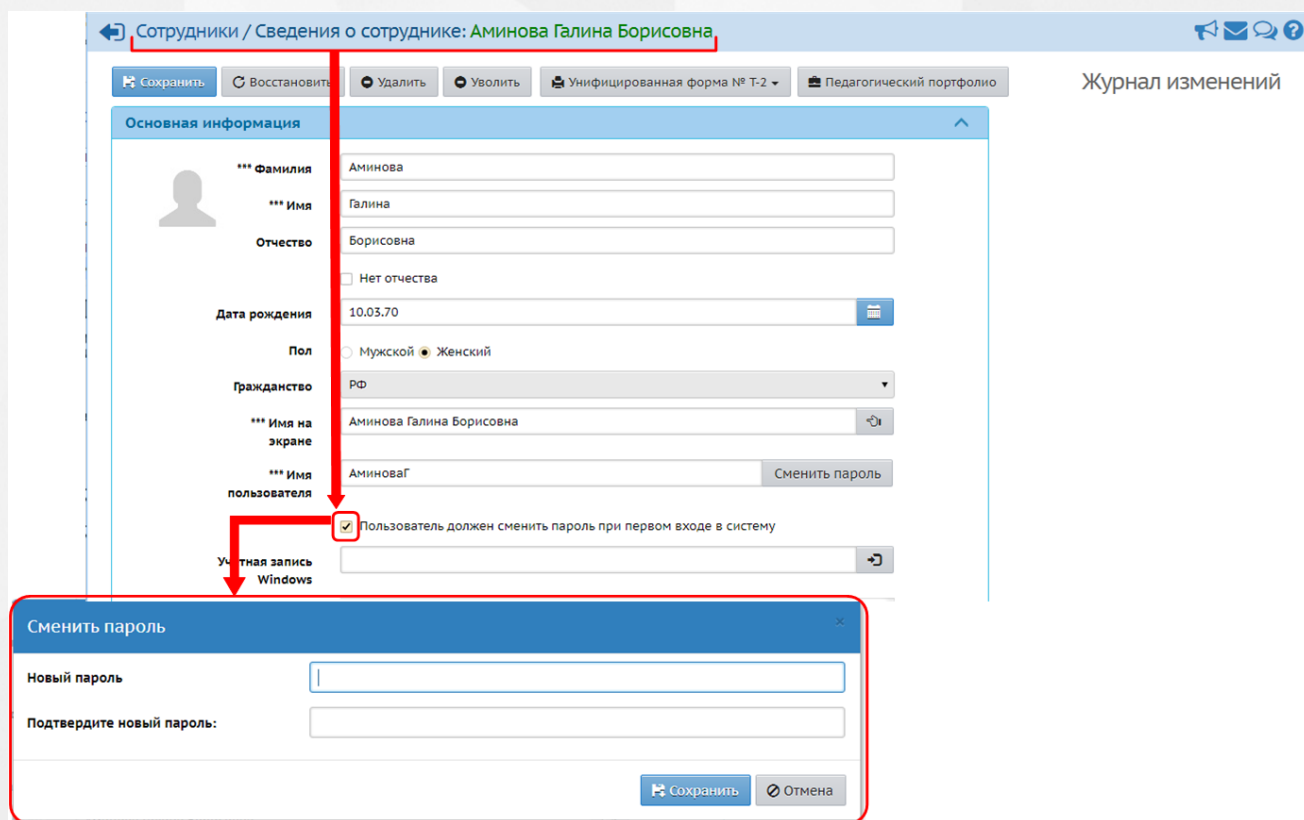 Сотрудники / Сведения о сотруднике: Аминова Галина Борисовна
Сохранить Восстановить Удалить Уволить Унифицированная форма № Т-2 Педагогический портфолио
Журнал изменений
Основная информация
*** Фамилия Аминова
*** Имя Галина
Отчество Борисовна
Нет отчества
Дата рождения 10.03.70
Пол Мужской Женский
Гражданство РФ
*** Имя на Аминова Галина Борисовна
экране
*** Имя АминоваГ Сменить пароль
пользователя
Пользователь должен сменить пароль при первом входе в систему
Учетная запись
Windows
Сменить пароль
Новый пароль
Подтвердите новый пароль:
Сохранить Отмена